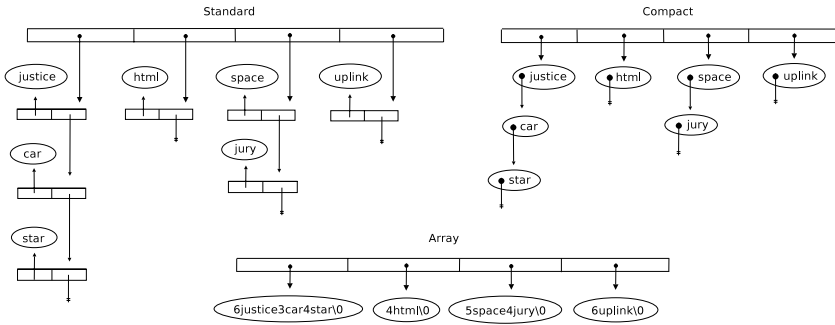 Standard
justice
html
space
uplink
car
jury
star
Compact
justice
html
space
uplink
car
jury
star
Array
6justice3car4star\0
4html\0
5space4jury\0
6uplink\0